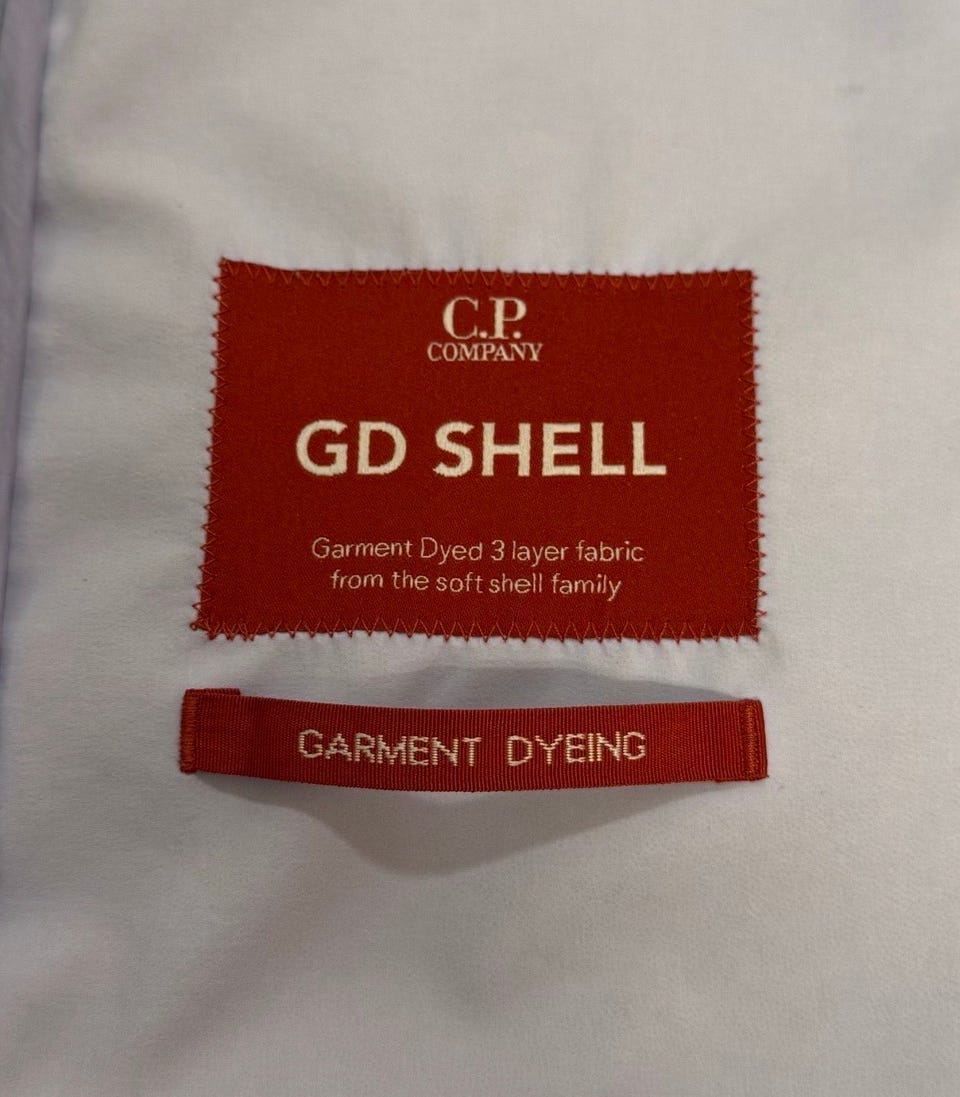 C.P.
COMPANY
GD SHELL
Garment Dyed 3 layer fabric
from the soft shell family
GARMENT DYEING